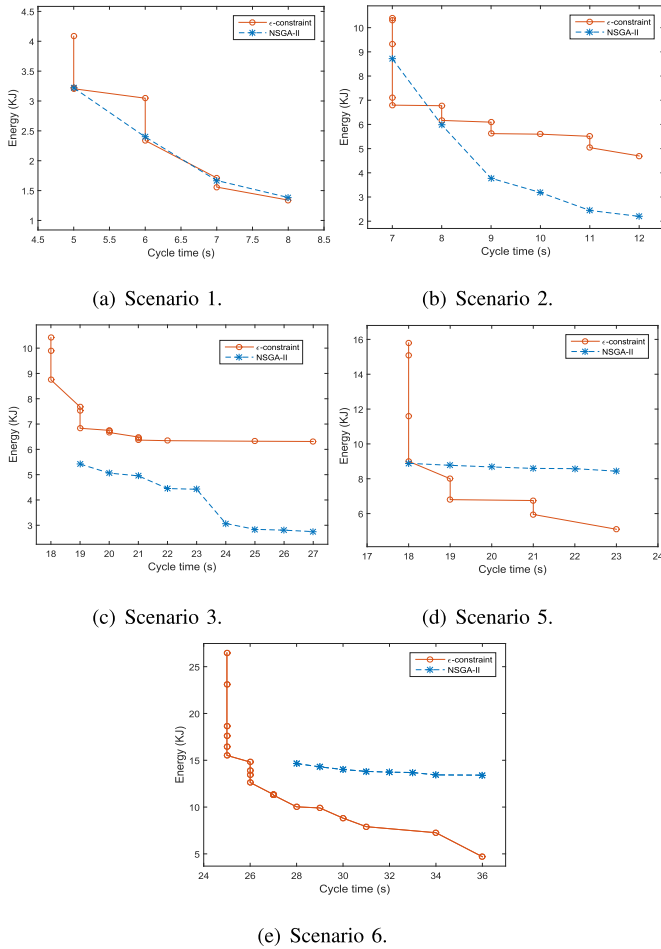 4.5
4
3.5
3
2.5
2
1.5
1
Energy (KJ)
ϵ-constraint
NSGA-II
4.5 5 5.5 6 6.5 7 7.5 8 8.5
Cycle time (s)
(a) Scenario 1.
10
9
8
7
6
5
4
3
2
Energy (KJ)
ϵ-constraint
NSGA-II
7 8 9 10 11 12
Cycle time (s)
(b) Scenario 2.
10
9
8
7
6
5
4
3
Energy (KJ)
ϵ-constraint
NSGA-II
18 19 20 21 22 23 24 25 26 27
Cycle time (s)
(c) Scenario 3.
16
14
12
10
8
6
Energy (KJ)
ϵ-constraint
NSGA-II
17 18 19 20 21 22 23 24
Cycle time (s)
(d) Scenario 5.
25
20
15
10
5
Energy (KJ)
ϵ-constraint
NSGA-II
24 26 28 30 32 34 36
Cycle time (s)
(e) Scenario 6.